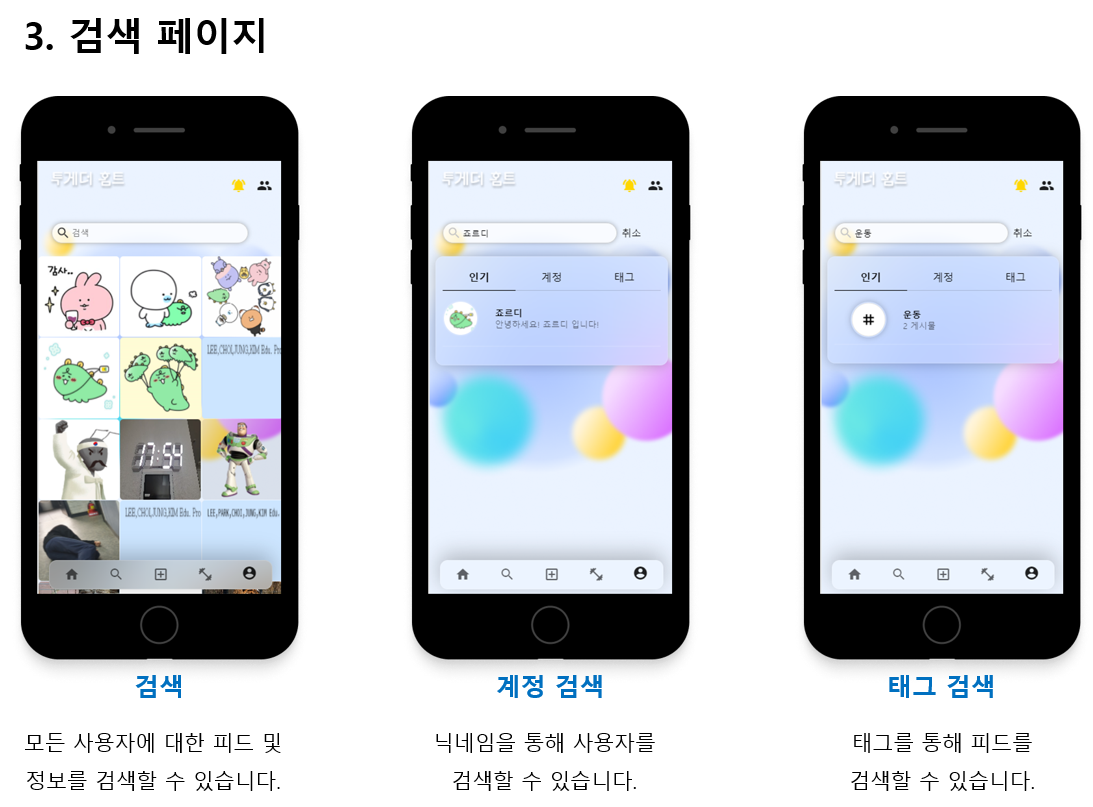 3. 검색 페이지
투게더 홈트
검색
감사..
LEE,CHOI,JUNG,KIM Edu. Pro
17:54
LEE,CHOI,JUNG,KIM Edu. Pro
LEE,PARK,CHOI,JUNG,KIM Edu.
검색
모든 사용자에 대한 피드 및
정보를 검색할 수 있습니다.
투게더 홈트
죠르디
취소
인기 계정 태그
죠르디
안녕하세요! 죠르디 입니다!
계정 검색
닉네임을 통해 사용자를
검색할 수 있습니다.
투게더 홈트
운동
취소
인기 계정 태그
#
운동
2 게시물
태그 검색
태그를 통해 피드를
검색할 수 있습니다.